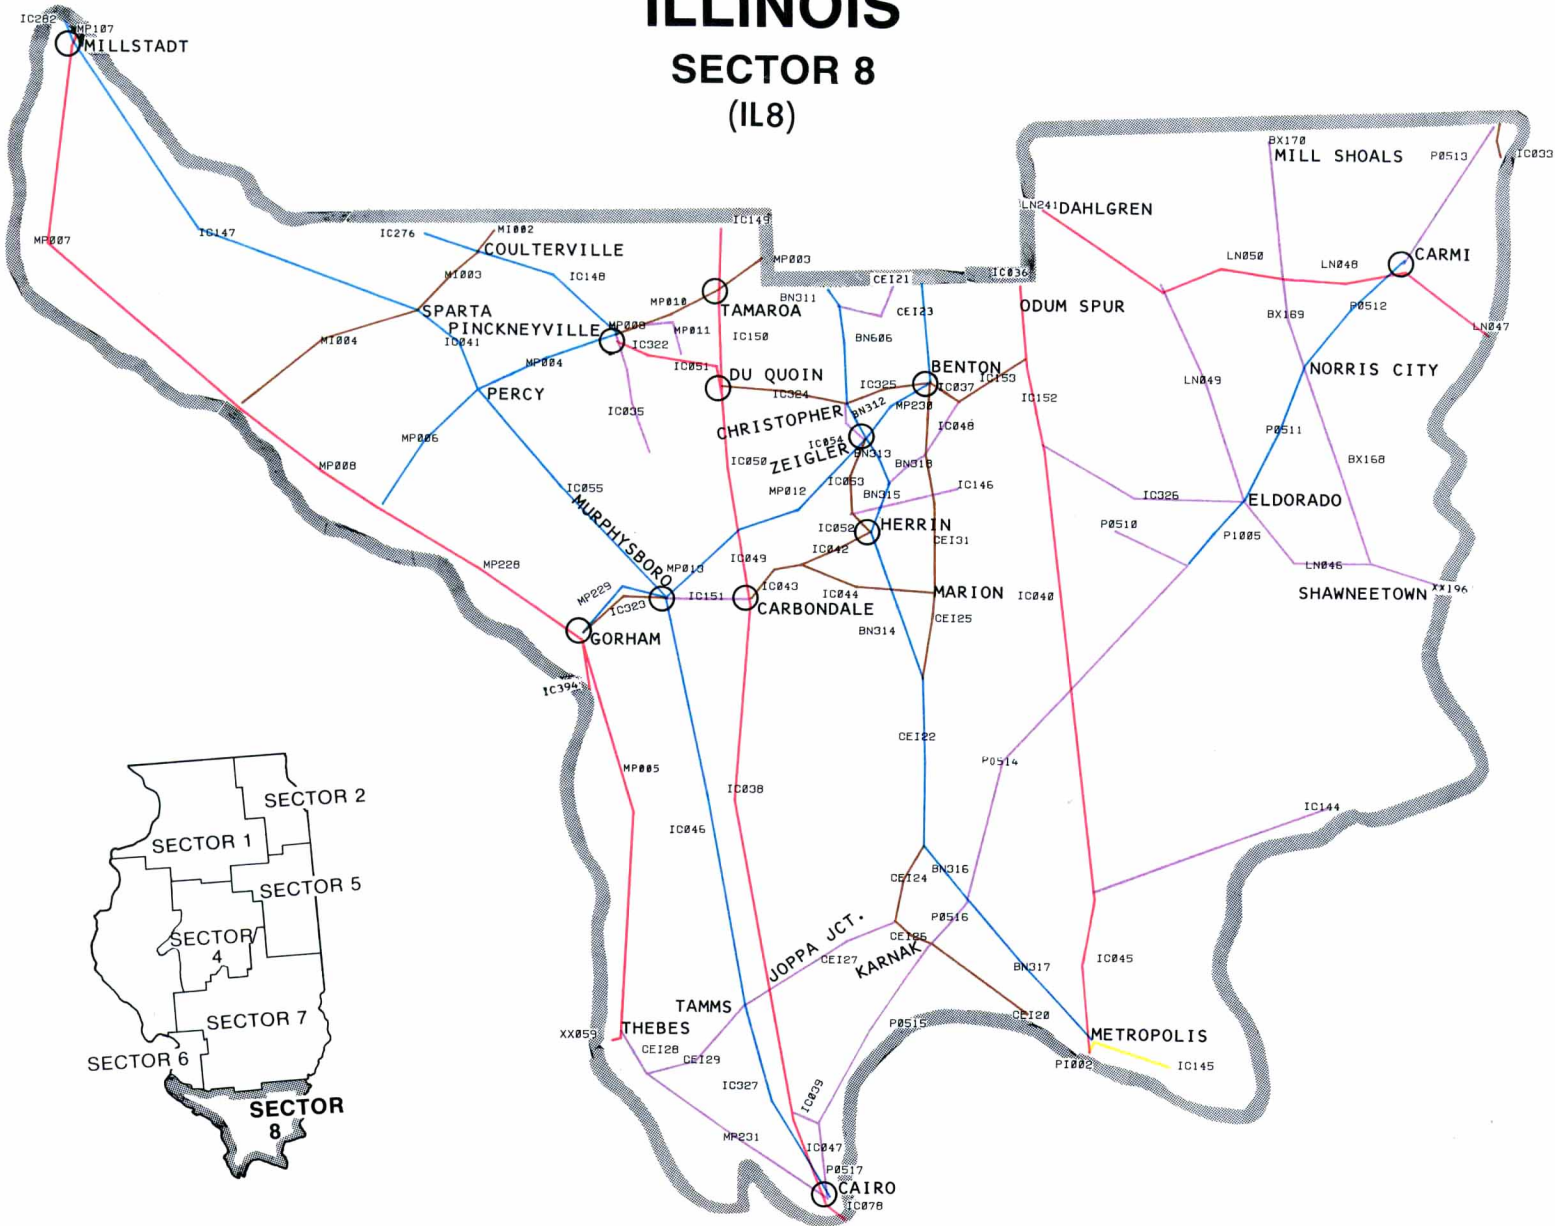 ILLINOIS
SECTOR 8
(IL8)
IC282
MP107
MILLSTADT
MP007
IC147
IC276
MI002
COULTERVILLE
MI003
IC148
IC149
MP003
MP010
TAMAROA
SPARTA
PINCKNEYVILLE
MP009
MP011
IC322
IC150
MI004
IC041
MP004
IC051
DU QUOIN
PERCY
IC035
IC324
MP006
MP008
IC050
IC055
MURPHYSBORO
MP012
MP228
MP013
IC049
MP229
IC323
IC151
IC043
CARBONDALE
GORHAM
IC394
CEI21
BN311
CEI23
BN606
BENTON
IC325
IC037
IC153
CHRISTOPHER
BN312
MP230
IC048
IC054
ZEIGLER
BN313
BN318
IC053
BN315
IC146
IC052
HERRIN
IC042
CEI31
IC044
MARION
CEI25
BN314
IC036
ODUM SPUR
IC152
IC040
LN241
DAHLGREN
BX170
MILL SHOALS
P0513
IC033
LN050
LN048
CARMI
P0512
BX169
LN047
NORRIS CITY
LN049
P0511
BX168
IC326
ELDORADO
P0510
P1005
LN046
SHAWNEETOWN
XX196
MP005
IC038
IC046
CEI22
P0514
IC144
CEI24
BN316
P0516
JOPPA JCT.
CEI26
CEI27
KARNAK
BN317
IC045
TAMMS
XX059
THEBES
CEI28
CEI29
P0515
CEI20
METROPOLIS
PI002
IC145
IC327
IC039
MP231
IC047
P0517
CAIRO
IC078
SECTOR 2
SECTOR 1
SECTOR 5
SECTOR
4
SECTOR 7
SECTOR 6
SECTOR
8